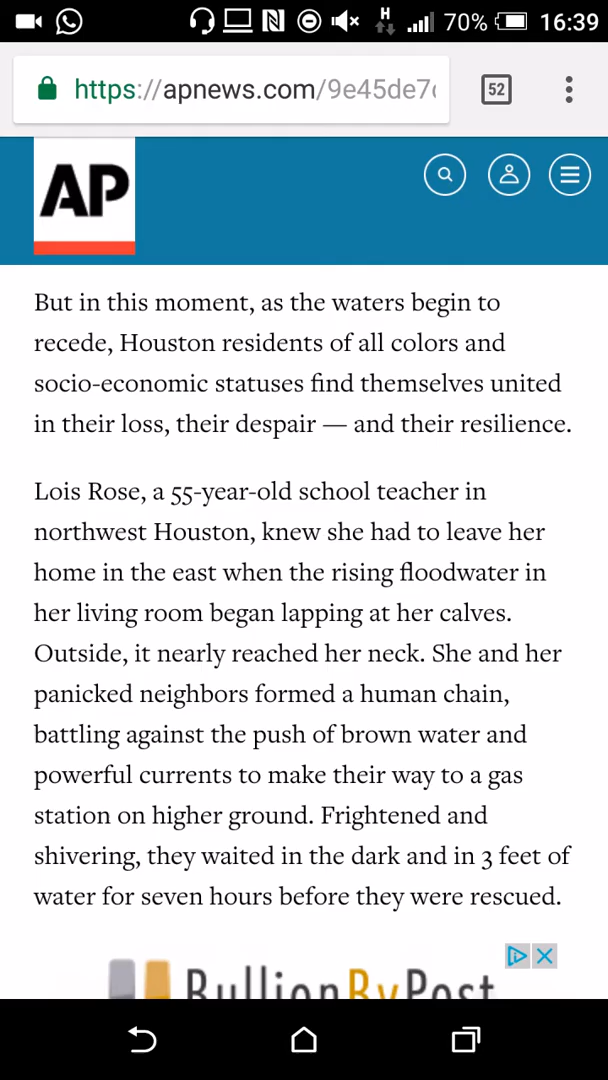 H 70% 16:39
https://apnews.com/9e45de7
52
AP
But in this moment, as the waters begin to
recede, Houston residents of all colors and
socio-economic statuses find themselves united
in their loss, their despair — and their resilience.
Lois Rose, a 55-year-old school teacher in
northwest Houston, knew she had to leave her
home in the east when the rising floodwater in
her living room began lapping at her calves.
Outside, it nearly reached her neck. She and her
panicked neighbors formed a human chain,
battling against the push of brown water and
powerful currents to make their way to a gas
station on higher ground. Frightened and
shivering, they waited in the dark and in 3 feet of
water for seven hours before they were rescued.
BullionByPost